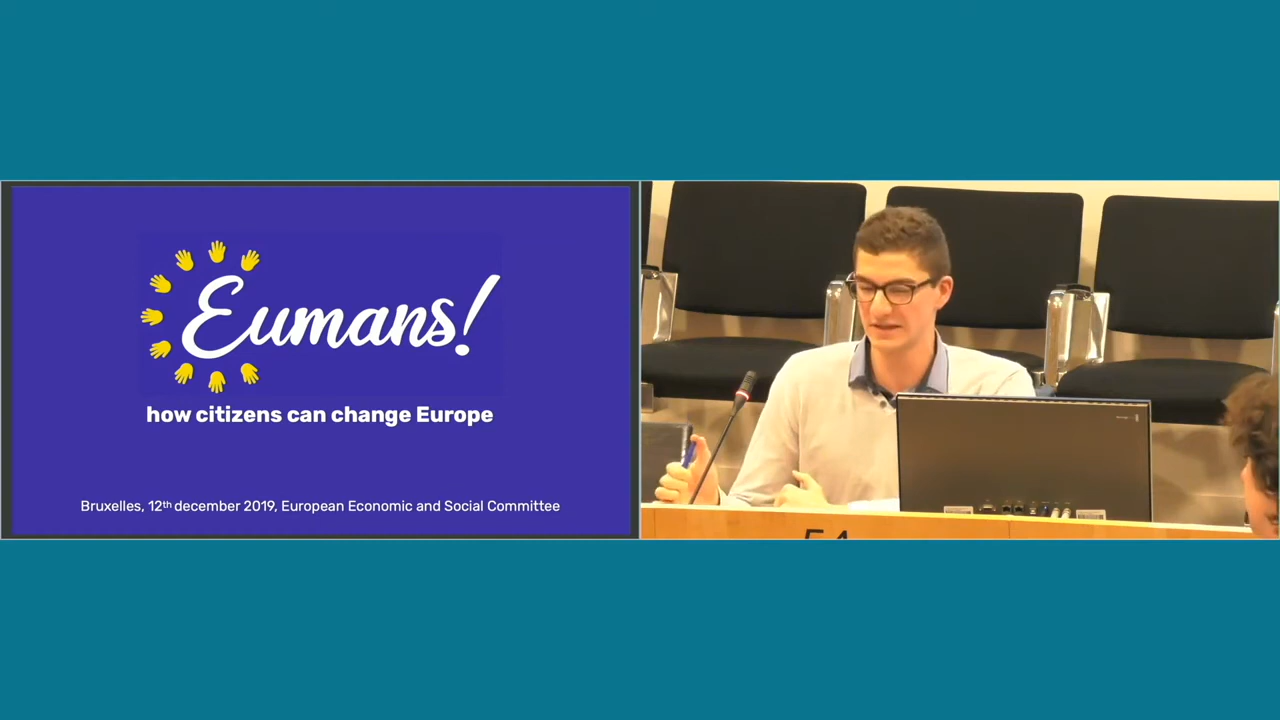 Eumans!
how citizens can change Europe
Bruxelles, 12th december 2019, European Economic and Social Committee